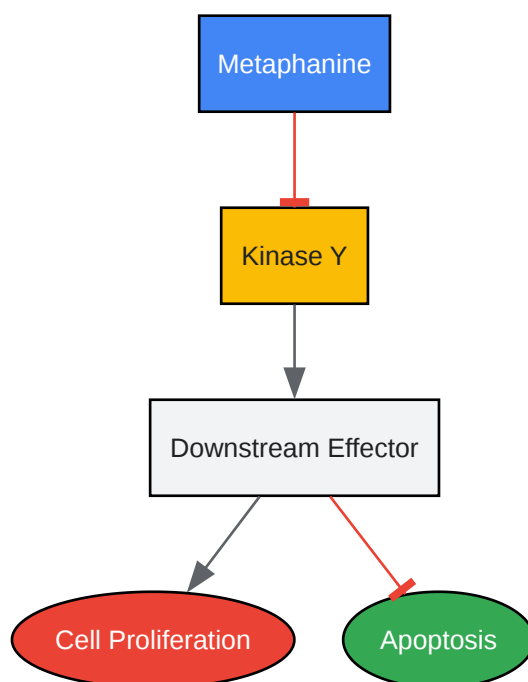 Metaphanine
Kinase Y
Downstream Effector
Cell Proliferation
Apoptosis